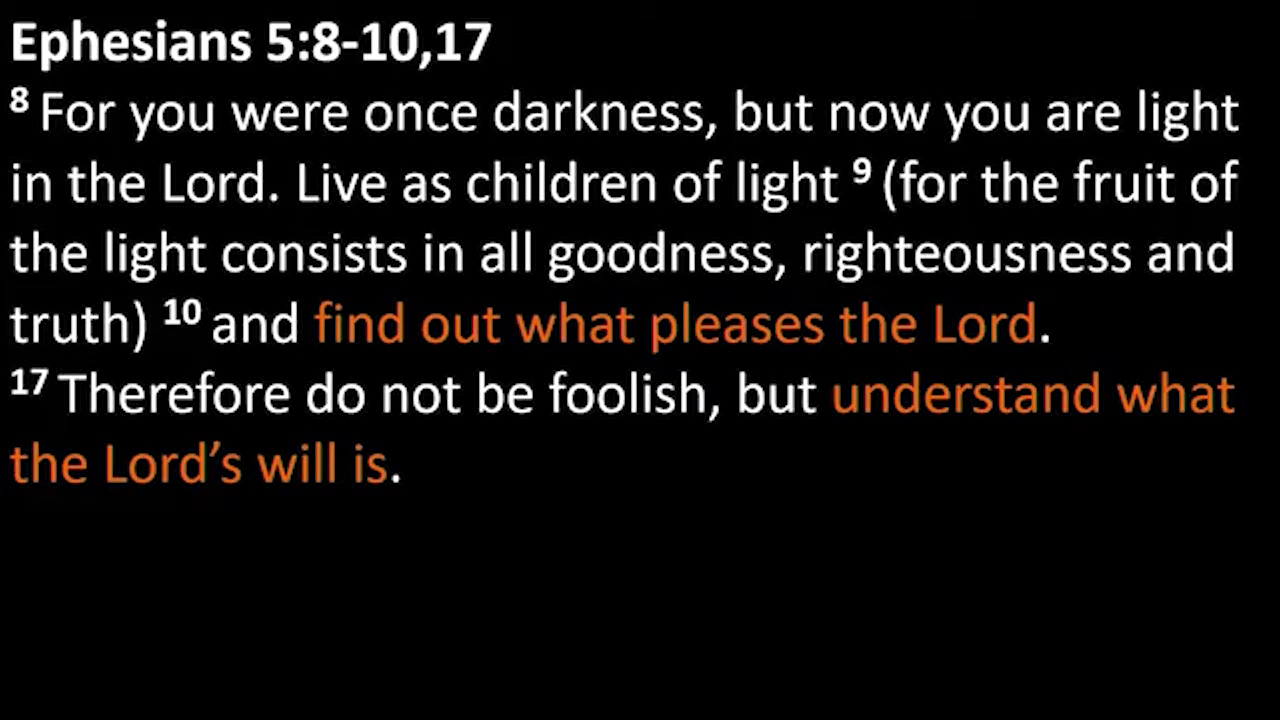 Ephesians 5:8-10,17
8 For you were once darkness, but now you are light
in the Lord. Live as children of light 9 (for the fruit of
the light consists in all goodness, righteousness and
truth) 10 and find out what pleases the Lord.
17 Therefore do not be foolish, but understand what
the Lord’s will is.